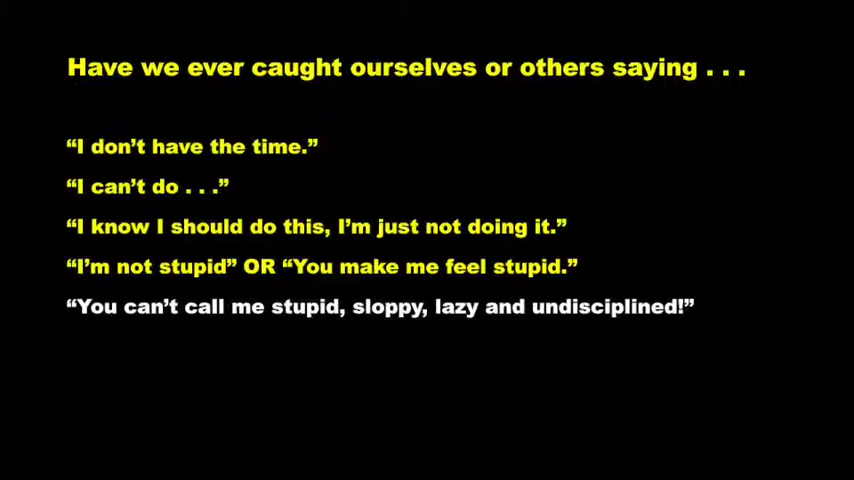 Have we ever caught ourselves or others saying . . .
“I don’t have the time.”
“I can’t do . . .”
“I know I should do this, I’m just not doing it.”
“I’m not stupid” OR “You make me feel stupid.”
“You can’t call me stupid, sloppy, lazy and undisciplined!”